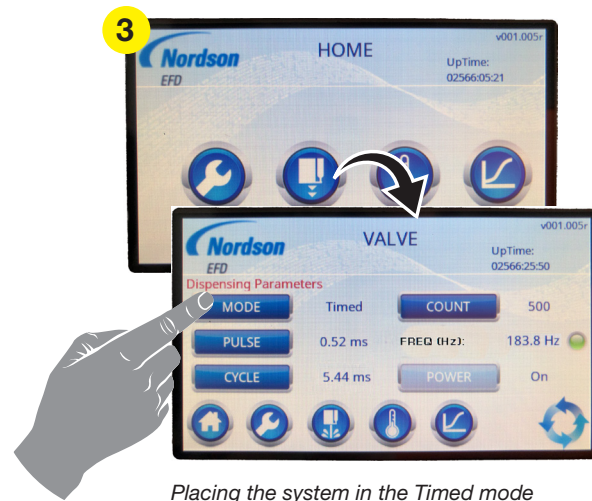 3
Nordson
EFD
HOME
v001.005r
UpTime:
02566:05:21
Nordson
EFD
VALVE
v001.005r
UpTime:
02566:25:50
Dispensing Parameters
MODE Timed COUNT 500
PULSE 0.52 ms FREQ (Hz): 183.8 Hz
CYCLE 5.44 ms POWER On
Placing the system in the Timed mode